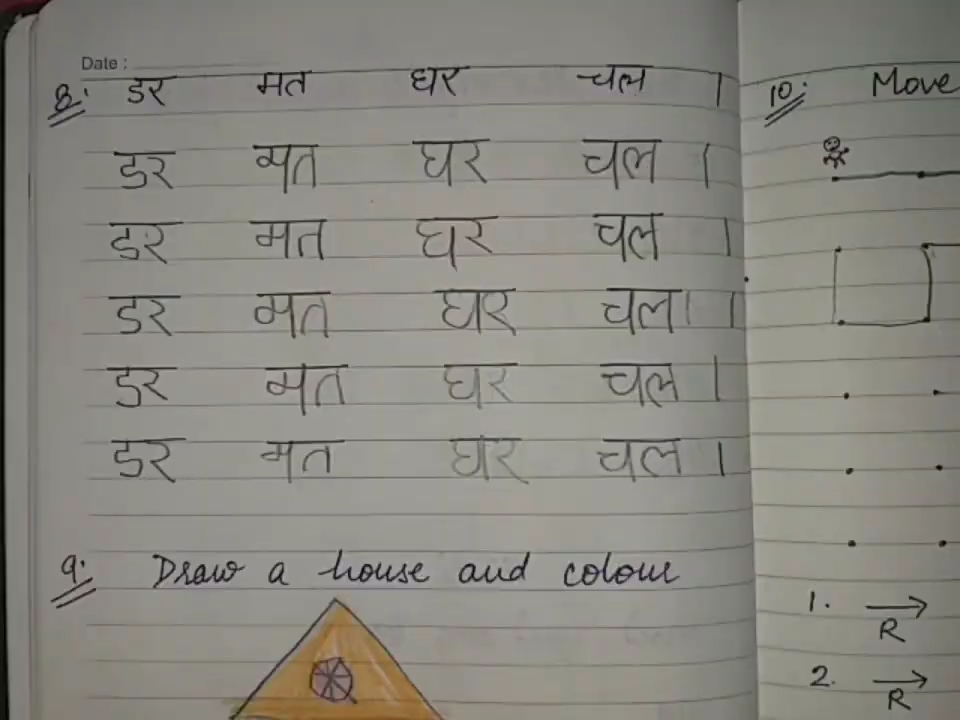 Date :
8. डर मत घर चल ।
डर मत घर चल ।
डर मत घर चल ।
डर मत घर चल। ।
डर मत घर चल ।
डर मत घर चल ।
9. Draw a house and colour
10. Move
1. R
2. R